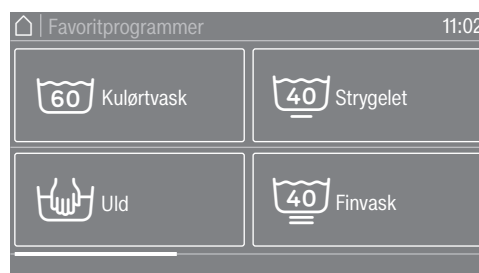 Favoritprogrammer 11:02
60 Kulørtvask
40 Strygelet
Uld
40 Finvask